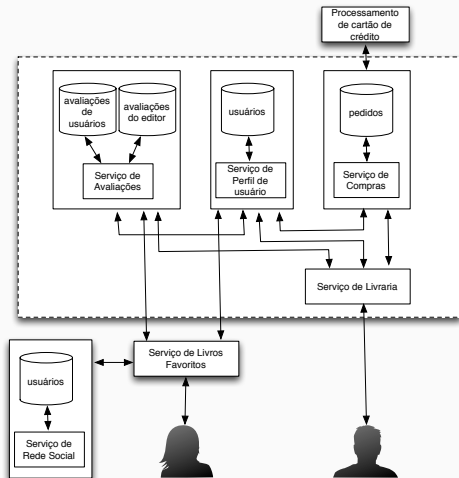 Processamento
de cartão de
crédito
avaliações
de
usuários
avaliações
do editor
Serviço de
Avaliações
usuários
Serviço de
Perfil de
usuário
pedidos
Serviço de
Compras
Serviço de Livraria
Serviço de Livros
Favoritos
usuários
Serviço de
Rede Social